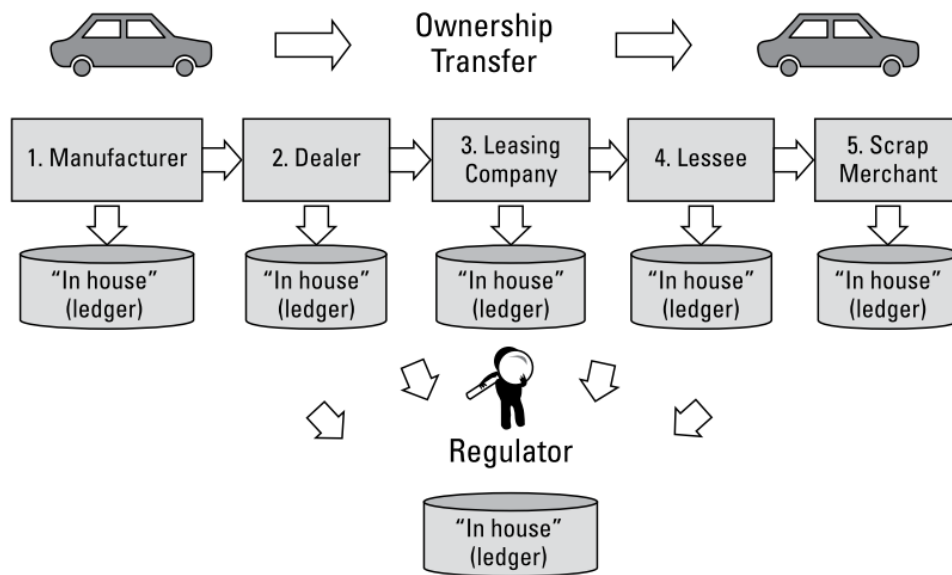 Ownership
Transfer
1. Manufacturer
2. Dealer
3. Leasing
Company
4. Lessee
5. Scrap
Merchant
“In house”
(ledger)
“In house”
(ledger)
“In house”
(ledger)
“In house”
(ledger)
“In house”
(ledger)
Regulator
“In house”
(ledger)